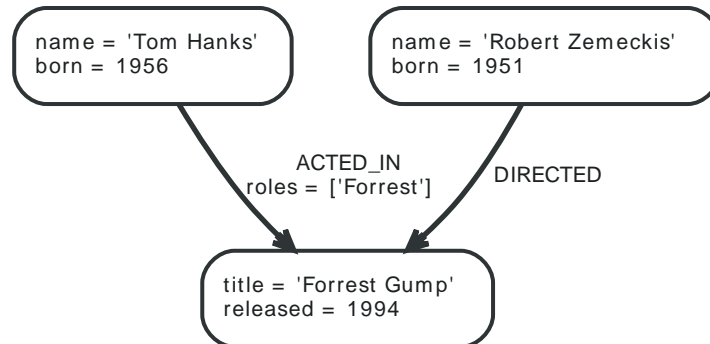 name = 'Tom Hanks'
born = 1956
name = 'Robert Zemeckis'
born = 1951
ACTED_IN
roles = ['Forrest']
DIRECTED
title = 'Forrest Gump'
released = 1994